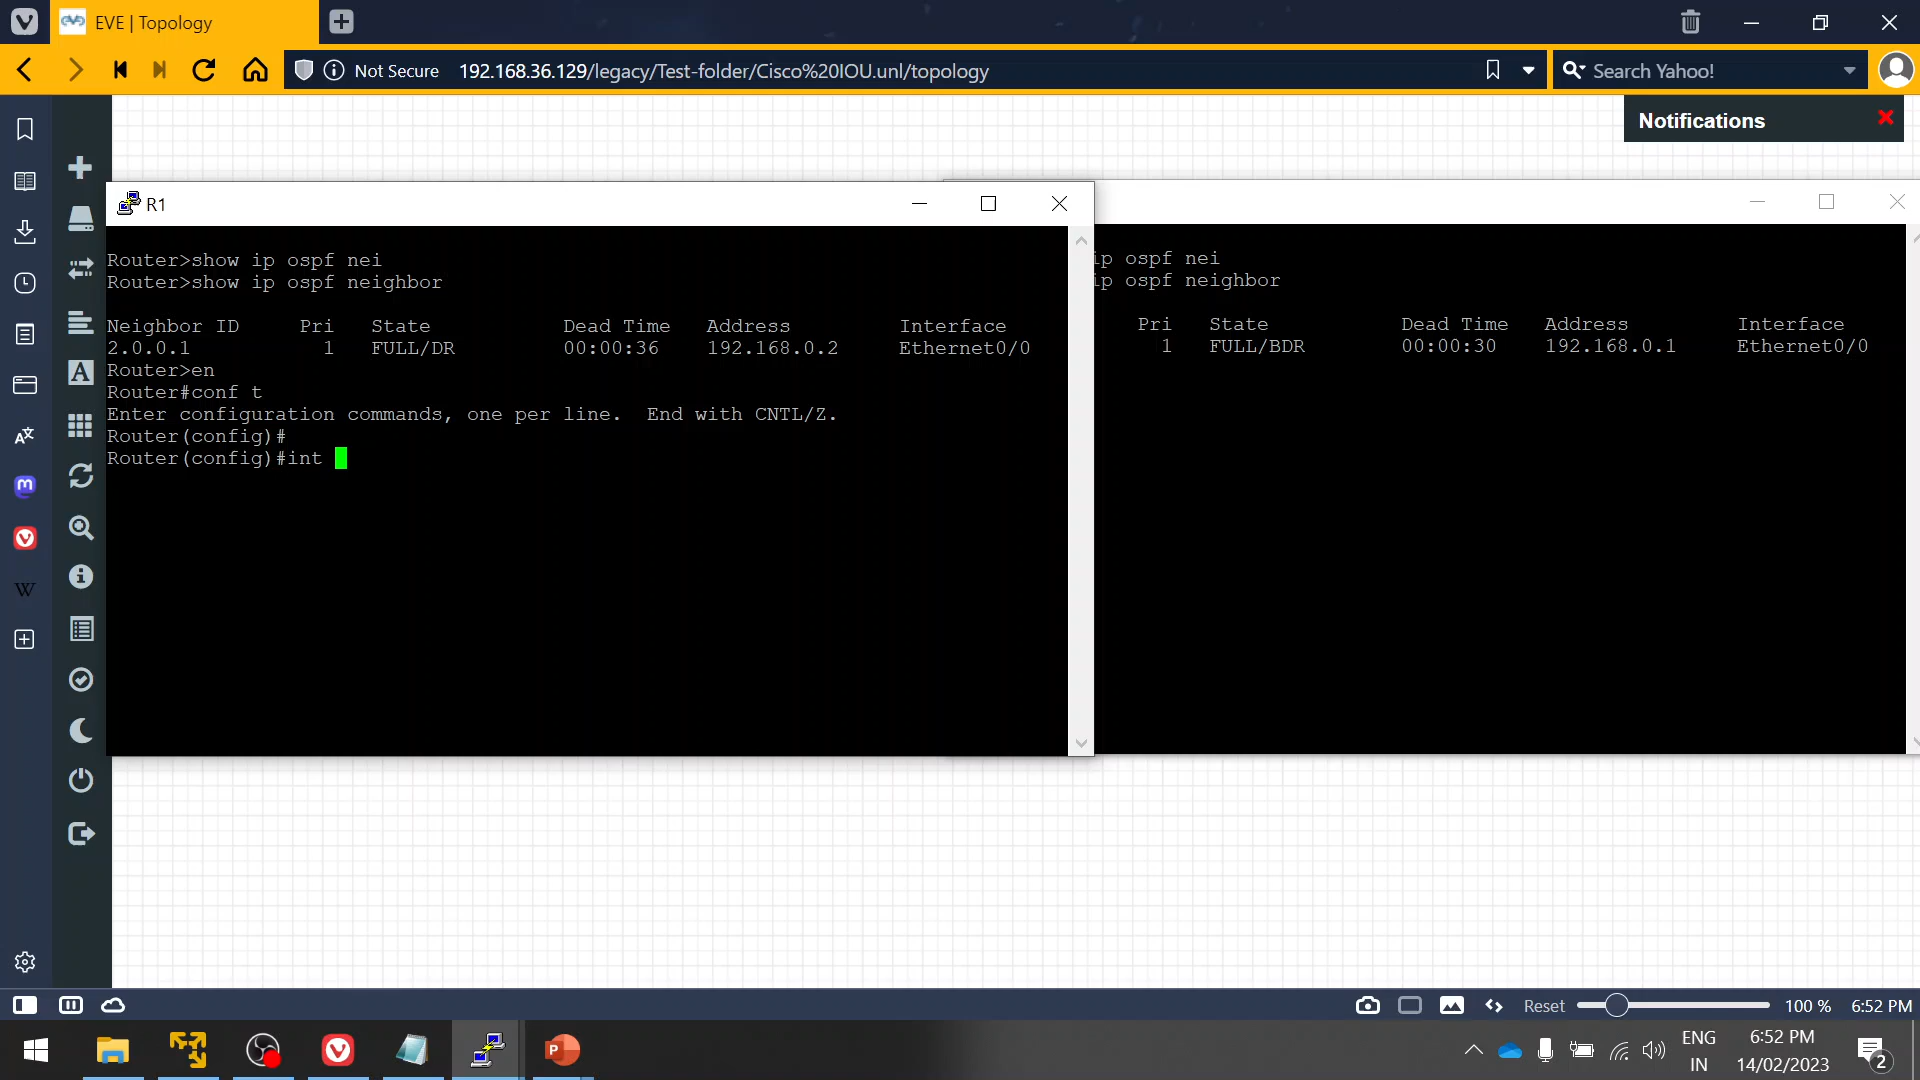 EVE | Topology
Not Secure 192.168.36.129/legacy/Test-folder/Cisco%20IOU.unl/topology
Search Yahoo!
Notifications
R1
Router>show ip ospf nei
Router>show ip ospf neighbor
Neighbor ID Pri State Dead Time Address Interface
2.0.0.1 1 FULL/DR 00:00:36 192.168.0.2 Ethernet0/0
Router>en
Router#conf t
Enter configuration commands, one per line. End with CNTL/Z.
Router(config)#
Router(config)#int
ip ospf nei
ip ospf neighbor
Pri State Dead Time Address Interface
1 FULL/BDR 00:00:30 192.168.0.1 Ethernet0/0
A
W
Reset 100 % 6:52 PM
ENG
IN
6:52 PM
14/02/2023
2